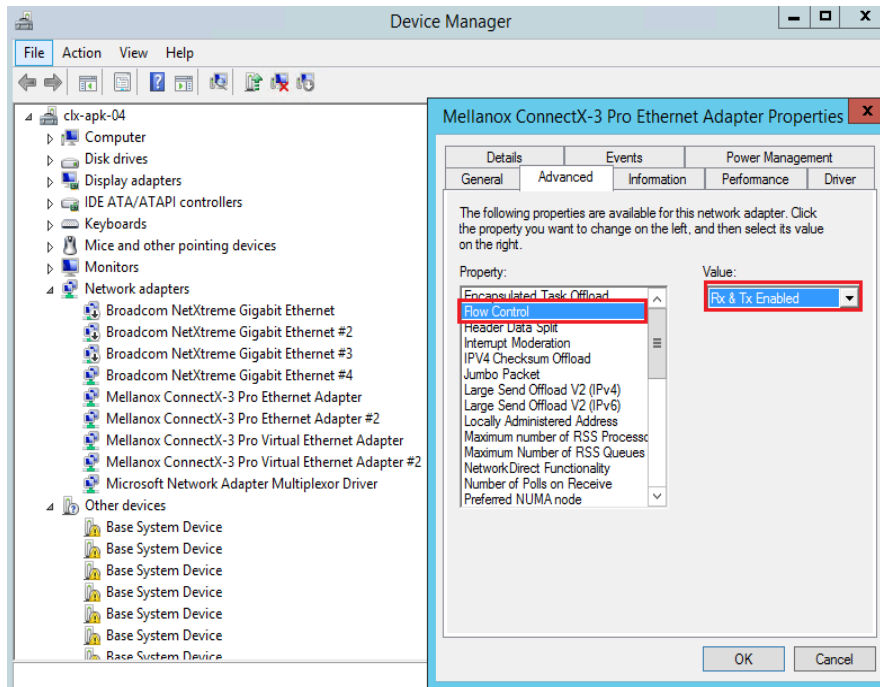 Device Manager
File Action View Help
clx-apk-04
Computer
Disk drives
Display adapters
IDE ATA/ATAPI controllers
Keyboards
Mice and other pointing devices
Monitors
Network adapters
Broadcom NetXtreme Gigabit Ethernet
Broadcom NetXtreme Gigabit Ethernet #2
Broadcom NetXtreme Gigabit Ethernet #3
Broadcom NetXtreme Gigabit Ethernet #4
Mellanox ConnectX-3 Pro Ethernet Adapter
Mellanox ConnectX-3 Pro Ethernet Adapter #2
Mellanox ConnectX-3 Pro Virtual Ethernet Adapter
Mellanox ConnectX-3 Pro Virtual Ethernet Adapter #2
Microsoft Network Adapter Multiplexor Driver
Other devices
Base System Device
Base System Device
Base System Device
Base System Device
Base System Device
Base System Device
Base System Device
Mellanox ConnectX-3 Pro Ethernet Adapter Properties
Details Events Power Management
General Advanced Information Performance Driver
The following properties are available for this network adapter. Click
the property you want to change on the left, and then select its value
on the right.
Property:
Value:
Encapsulated Task Offload
Flow Control
Header Data Split
Interrupt Moderation
IPV4 Checksum Offload
Jumbo Packet
Large Send Offload V2 (IPv4)
Large Send Offload V2 (IPv6)
Locally Administered Address
Maximum number of RSS Processo
Maximum Number of RSS Queues
NetworkDirect Functionality
Number of Polls on Receive
Preferred NUMA node
Rx & Tx Enabled
OK Cancel